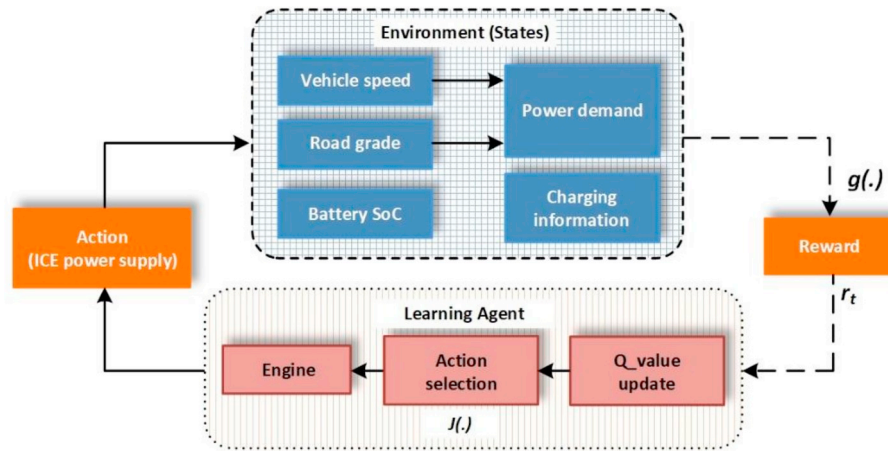 Environment (States)
Vehicle speed
Power demand
Road grade
Battery SoC
Charging
information
g(.)
Action
(ICE power supply)
Reward
r_t
Learning Agent
Engine
Action
selection
Q_value
update
J(.)